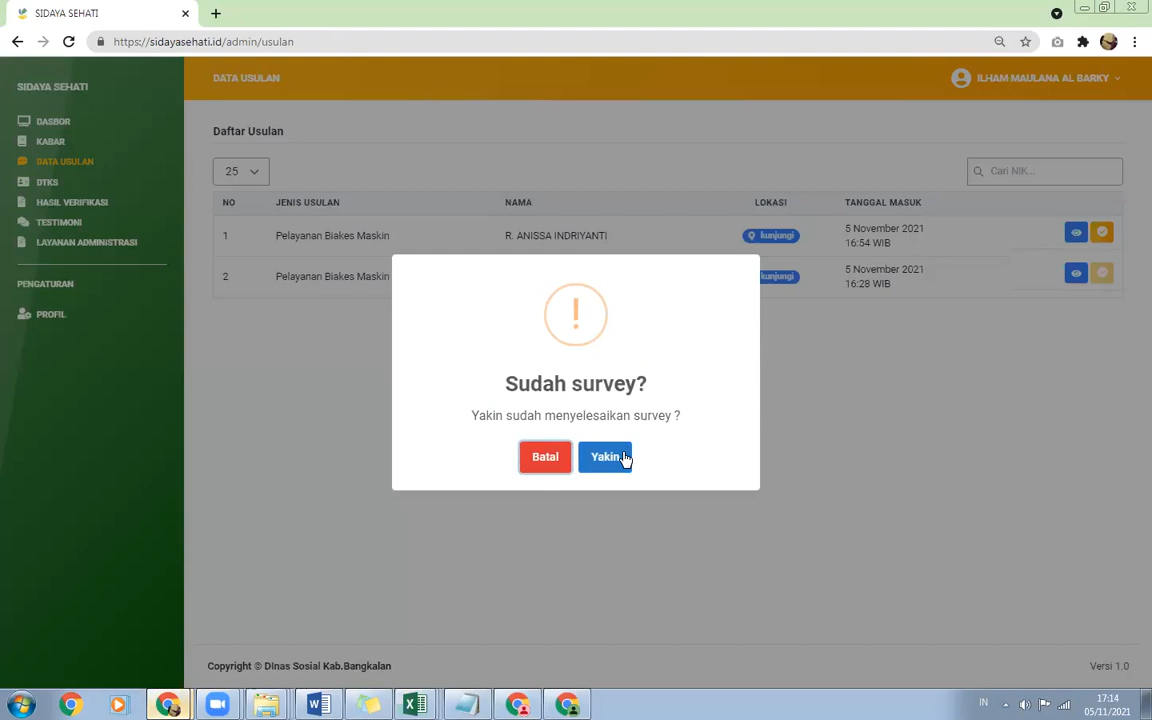 SIDAYA SEHATI
https://sidayasehati.id/admin/usulan
SIDAYA SEHATI
DATA USULAN
ILHAM MAULANA AL BARKY
DASBOR
KABAR
DATA USULAN
DTKS
HASIL VERIFIKASI
TESTIMONI
LAYANAN ADMINISTRASI
PENGATURAN
PROFIL
Daftar Usulan
25
Cari NIK...
NO JENIS USULAN NAMA LOKASI TANGGAL MASUK
1 Pelayanan Biakes Maskin R. ANISSA INDRIYANTI kunjungi 5 November 2021
16:54 WIB
2 Pelayanan Biakes Maskin kunjungi 5 November 2021
16:28 WIB
!
Sudah survey?
Yakin sudah menyelesaikan survey ?
Batal Yakin
Copyright © Dinas Sosial Kab.Bangkalan Versi 1.0
IN
17:14
05/11/2021